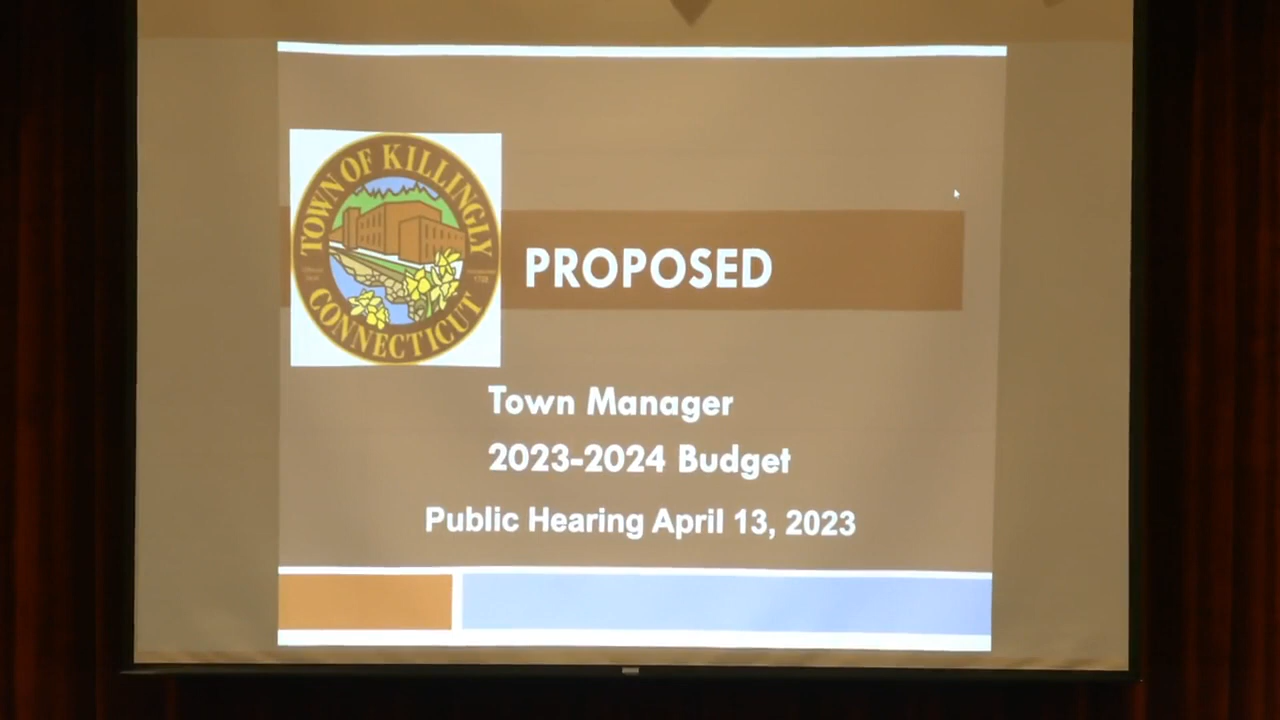 TOWN OF KILLINGLY
CONNECTICUT
PROPOSED
Town Manager
2023-2024 Budget
Public Hearing April 13, 2023